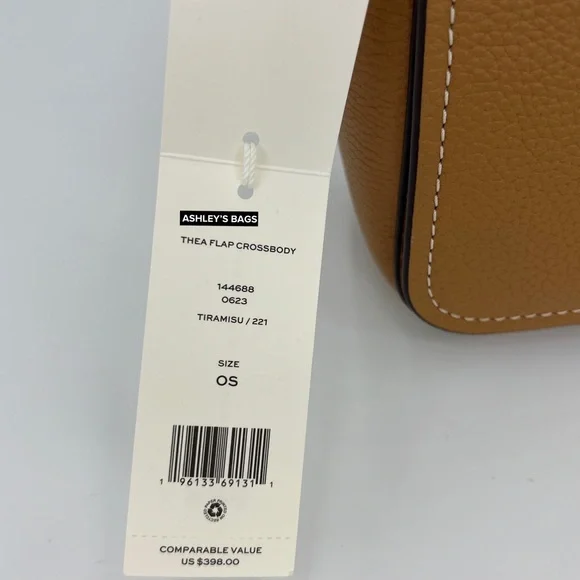 ASHLEY'S BAGS
THEA FLAP CROSSBODY
144688
0623
TIRAMISU / 221
SIZE
OS
1 96133 69131 1
COMPARABLE VALUE
US $398.00